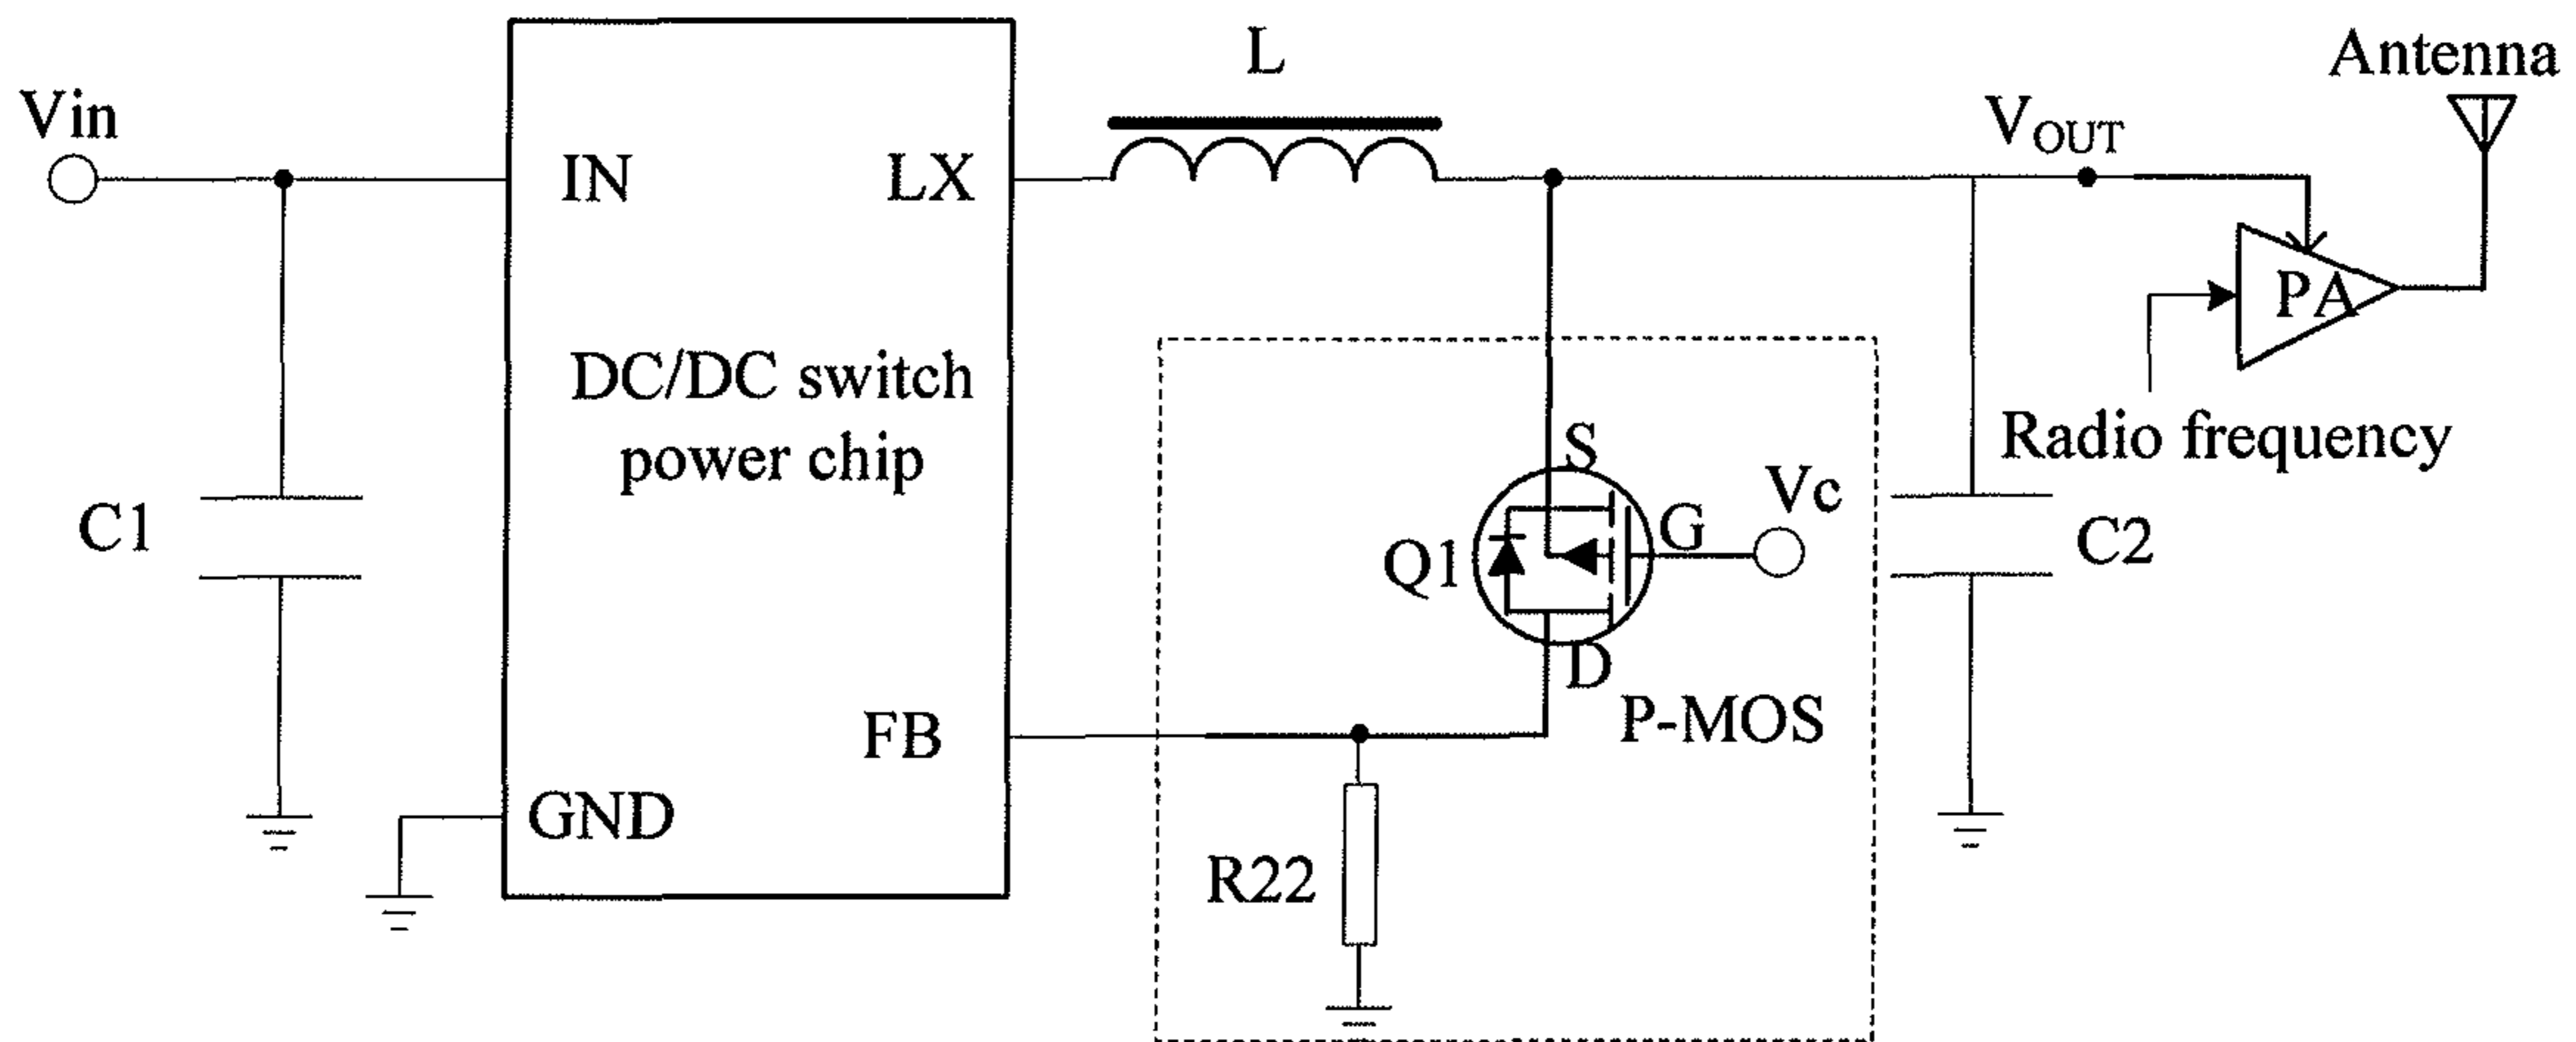 L
Antenna
Vin
V_OUT
IN
LX
PA
DC/DC switch
power chip
Radio frequency
S
Vc
G
C1
Q1
C2
D
P-MOS
FB
GND
R22